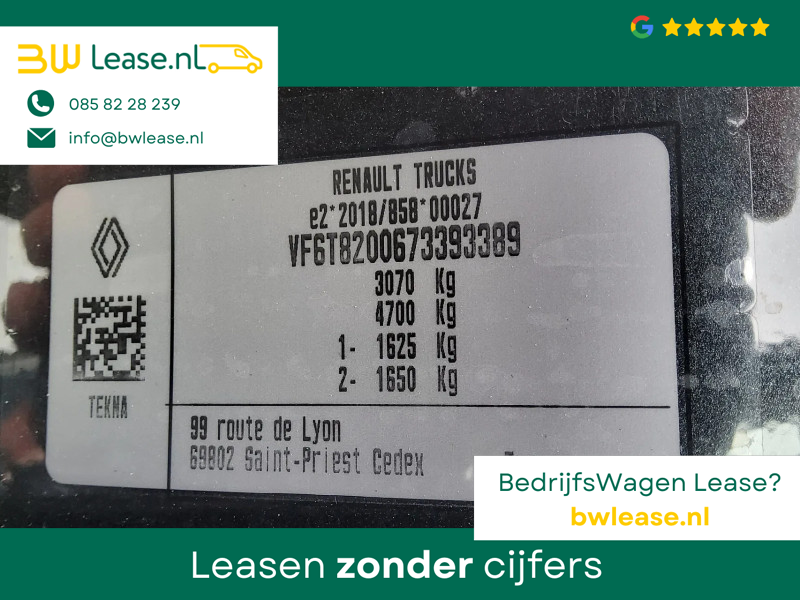 BW Lease.nl
085 82 28 239
info@bwlease.nl
RENAULT TRUCKS
e2*2018/858*00027
VF6T8200673393389
3070 Kg
4700 Kg
1- 1625 Kg
2- 1650 Kg
TEKNA
99 route de Lyon
69802 Saint-Priest Cedex
BedrijfsWagen Lease?
bwlease.nl
Leasen zonder cijfers